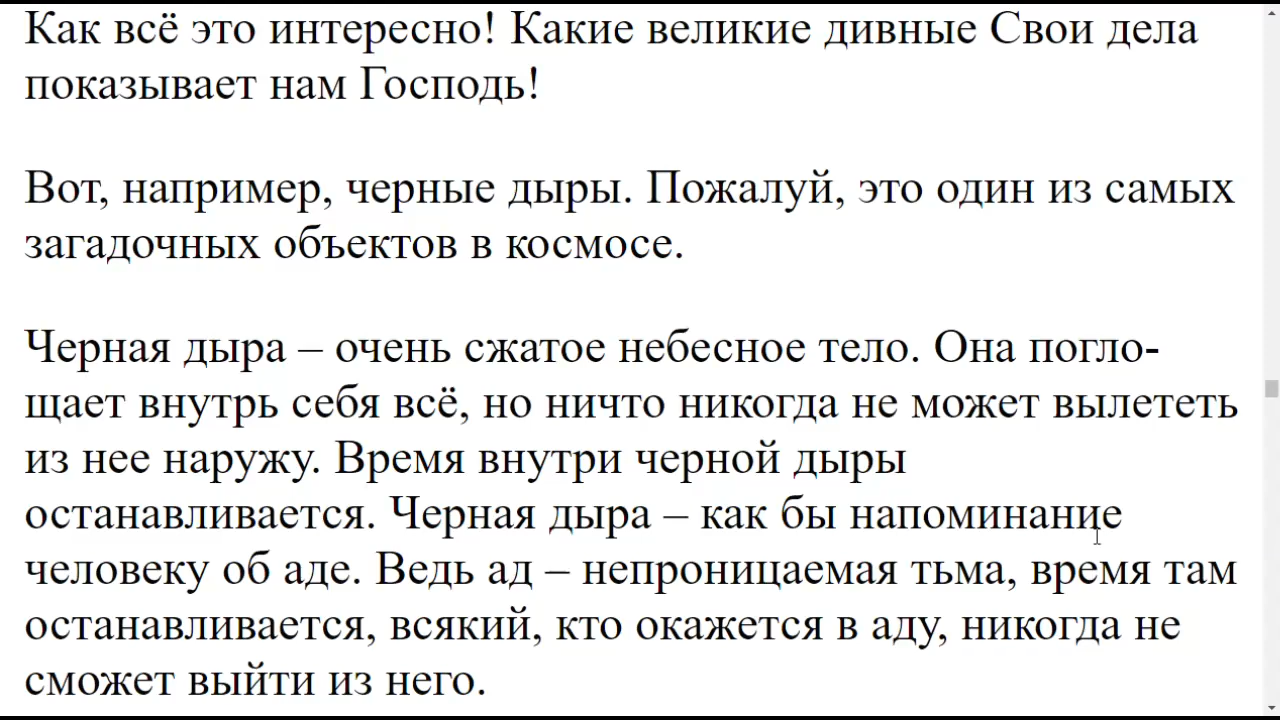 Как всё это интересно! Какие великие дивные Свои дела
показывает нам Господь!
Вот, например, черные дыры. Пожалуй, это один из самых
загадочных объектов в космосе.
Черная дыра – очень сжатое небесное тело. Она погло-
щает внутрь себя всё, но ничто никогда не может вылететь
из нее наружу. Время внутри черной дыры
останавливается. Черная дыра – как бы напоминание
человеку об аде. Ведь ад – непроницаемая тьма, время там
останавливается, всякий, кто окажется в аду, никогда не
сможет выйти из него.